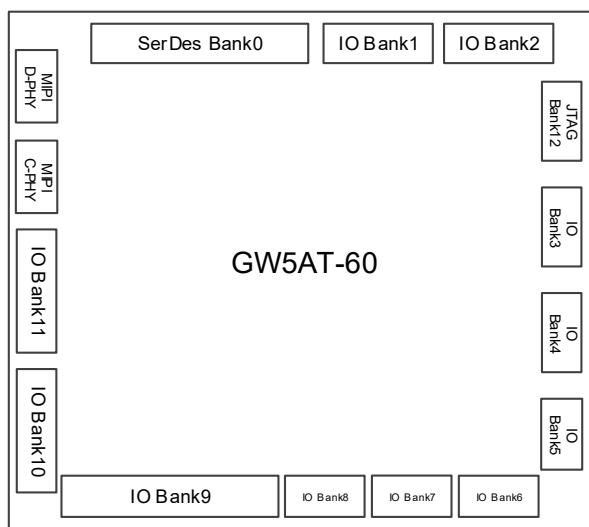 SerDes Bank0
IO Bank1
IO Bank2
MIPI
D-PHY
JTAG
Bank12
MIPI
C-PHY
IO
Bank3
IO Bank11
GW5AT-60
IO
Bank4
IO Bank10
IO
Bank5
IO Bank9
IO Bank8
IO Bank7
IO Bank6